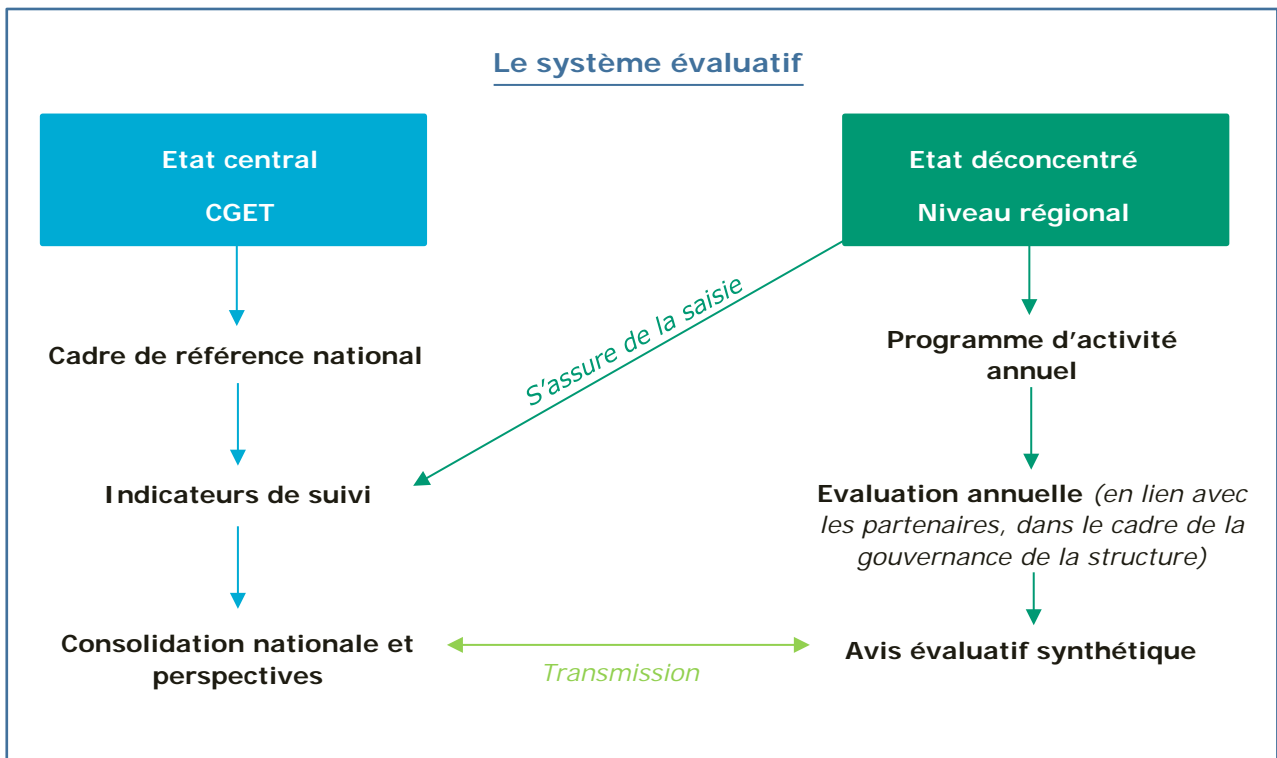 Le système évaluatif
Etat central
CGET
Etat déconcentré
Niveau régional
S'assure de la saisie
Cadre de référence national
Programme d'activité
annuel
Indicateurs de suivi
Evaluation annuelle (en lien avec
les partenaires, dans le cadre de la
gouvernance de la structure)
Consolidation nationale et
perspectives
Transmission
Avis évaluatif synthétique